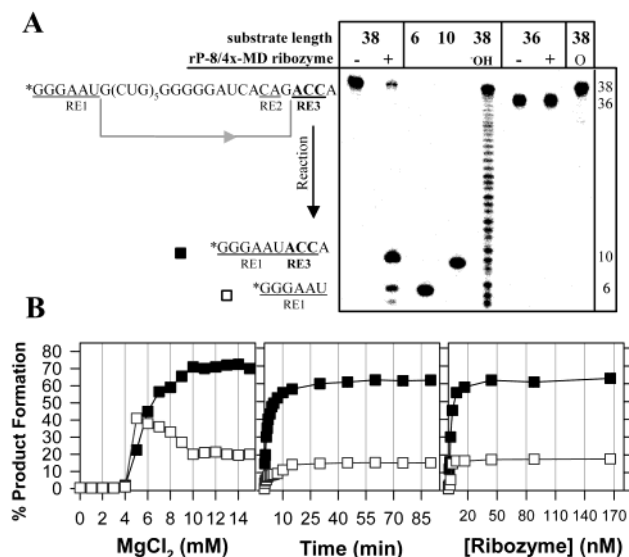 A
substrate length 38 6 10 38 36 38
rP-8/4x-MD ribozyme - + -OH - + O
*GGGAAUG(CUG)5GGGGGAUCACAGACCA
RE1 RE2 RE3
38
36
Reaction
*GGGAAUACCA
RE1 RE3
10
*GGGAAU
RE1
6
B
% Product Formation
80
70
60
50
40
30
20
10
0
0 2 4 6 8 10 12 14
MgCl2 (mM)
10 25 40 55 70 85
Time (min)
20 50 80 110 140 170
[Ribozyme] (nM)